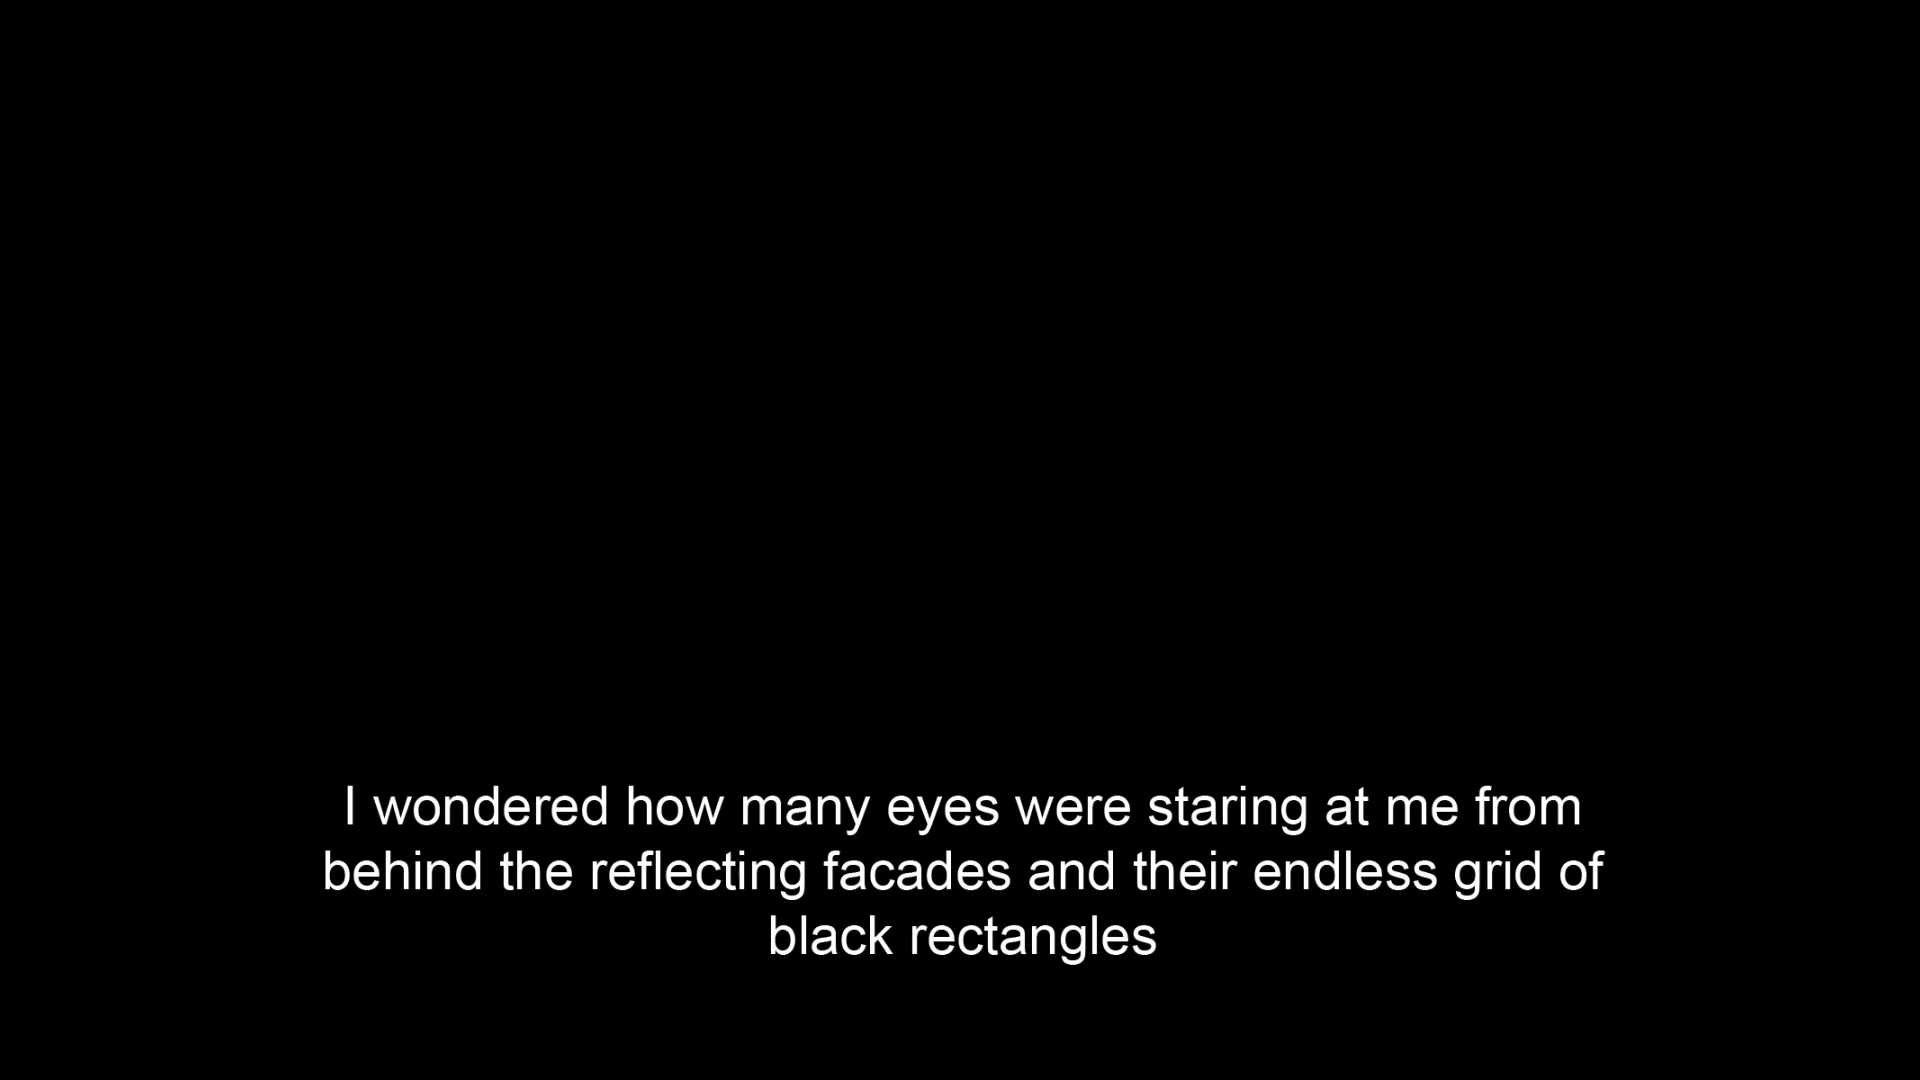 I wondered how many eyes were staring at me from
behind the reflecting facades and their endless grid of
black rectangles